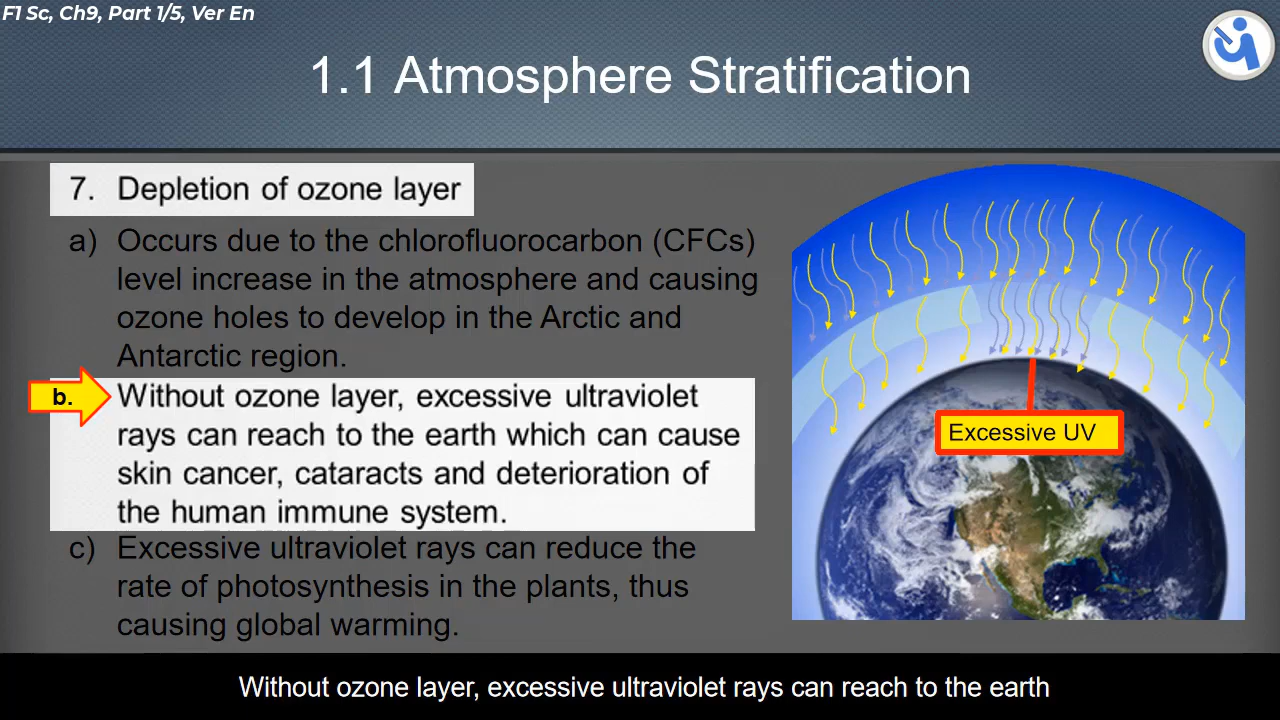 F1 Sc, Ch9, Part 1/5, Ver En
1.1 Atmosphere Stratification
7. Depletion of ozone layer
a) Occurs due to the chlorofluorocarbon (CFCs)
level increase in the atmosphere and causing
ozone holes to develop in the Arctic and
Antarctic region.
b. Without ozone layer, excessive ultraviolet
rays can reach to the earth which can cause
skin cancer, cataracts and deterioration of
the human immune system.
c) Excessive ultraviolet rays can reduce the
rate of photosynthesis in the plants, thus
causing global warming.
Excessive UV
Without ozone layer, excessive ultraviolet rays can reach to the earth